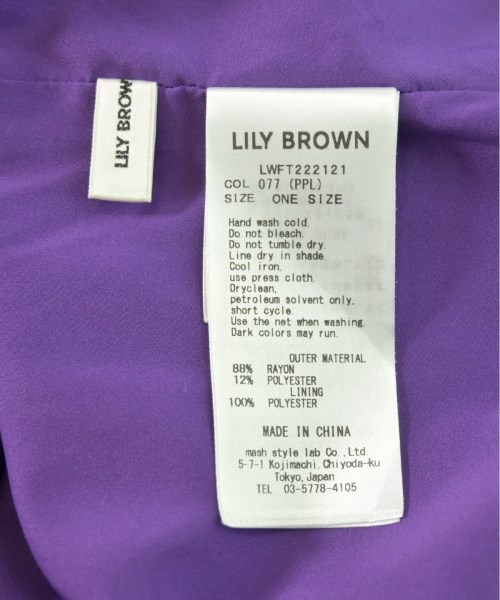 LILY BROWN
LILY BROWN
LWFT222121
COL 077 (PPL)
SIZE ONE SIZE
Hand wash cold.
Do not bleach.
Do not tumble dry.
Line dry in shade.
Cool iron,
use press cloth.
Dryclean,
petroleum solvent only,
short cycle.
Use the net when washing.
Dark colors may run.
OUTER MATERIAL
88% RAYON
12% POLYESTER
LINING
100% POLYESTER
MADE IN CHINA
mash style lab Co.,Ltd.
5-7-1 Kojimachi,Chiyoda-ku
Tokyo,Japan
TEL 03-5778-4105